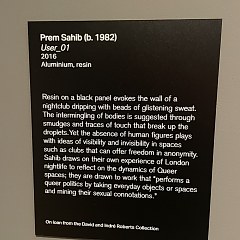 Prem Sahib (b. 1982)
User_01
2016
Aluminium, resin
Resin on a black panel evokes the wall of a
nightclub dripping with beads of glistening sweat.
The intermingling of bodies is suggested through
smudges and traces of touch that break up the
droplets.Yet the absence of human figures plays
with ideas of visibility and invisibility in spaces
such as clubs that can offer freedom in anonymity.
Sahib draws on their own experience of London
nightlife to reflect on the dynamics of Queer
spaces; they are drawn to work that "performs a
queer politics by taking everyday objects or spaces
and mining their sexual connotations."
On loan from the David and Indrė Roberts Collection